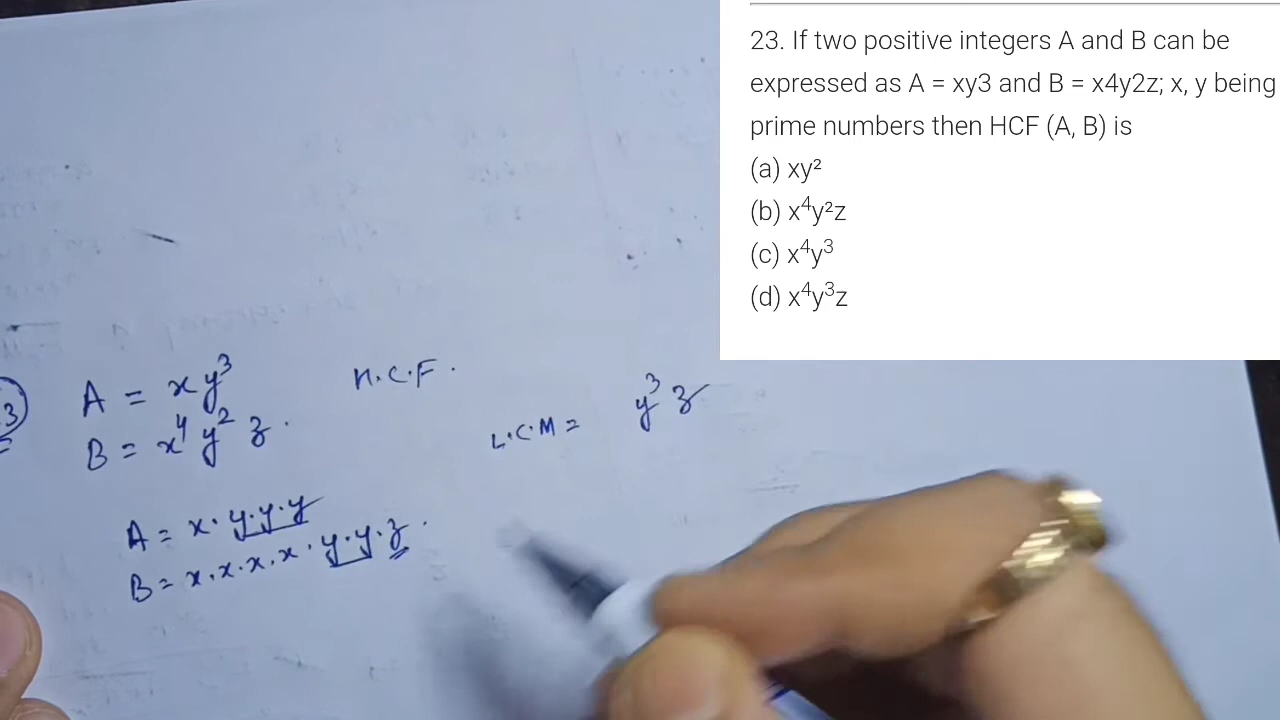 23. If two positive integers A and B can be
expressed as A = xy3 and B = x4y2z; x, y being
prime numbers then HCF (A, B) is
(a) xy²
(b) x⁴y²z
(c) x⁴y³
(d) x⁴y³z
A = xy³
B = x⁴y²z.
H.C.F.
L.C.M = y³z
A = x.y.y.y
B = x.x.x.x.y.y.z.